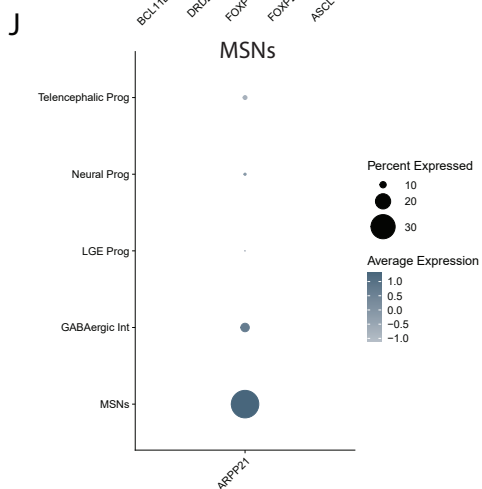 J
MSNs
Telencephalic Prog
Neural Prog
LGE Prog
GABAergic Int
MSNs
ARPP21
Percent Expressed
10
20
30
Average Expression
1.0
0.5
0.0
−0.5
−1.0